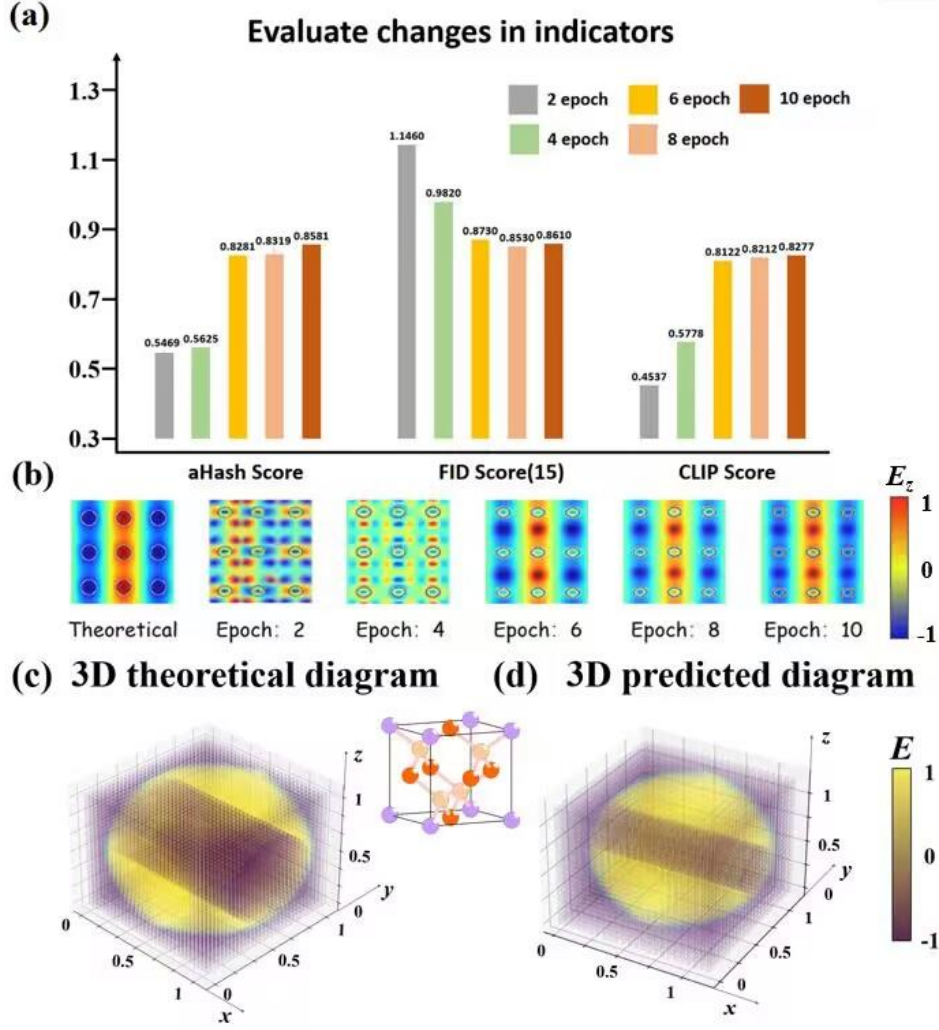 (a)
Evaluate changes in indicators
1.3
1.1
0.9
0.7
0.5
0.3
2 epoch
6 epoch
10 epoch
4 epoch
8 epoch
0.5469
0.5625
0.8281
0.8319
0.8581
1.1460
0.9820
0.8730
0.8530
0.8610
0.4537
0.5778
0.8122
0.8212
0.8277
aHash Score
FID Score(15)
CLIP Score
(b)
Theoretical
Epoch: 2
Epoch: 4
Epoch: 6
Epoch: 8
Epoch: 10
Ez
1
0
-1
(c) 3D theoretical diagram
z
1
0.5
0
y
1
0.5
0
0
0.5
1
x
(d) 3D predicted diagram
z
1
0.5
0
y
1
0.5
0
0
0.5
1
x
E
1
0
-1